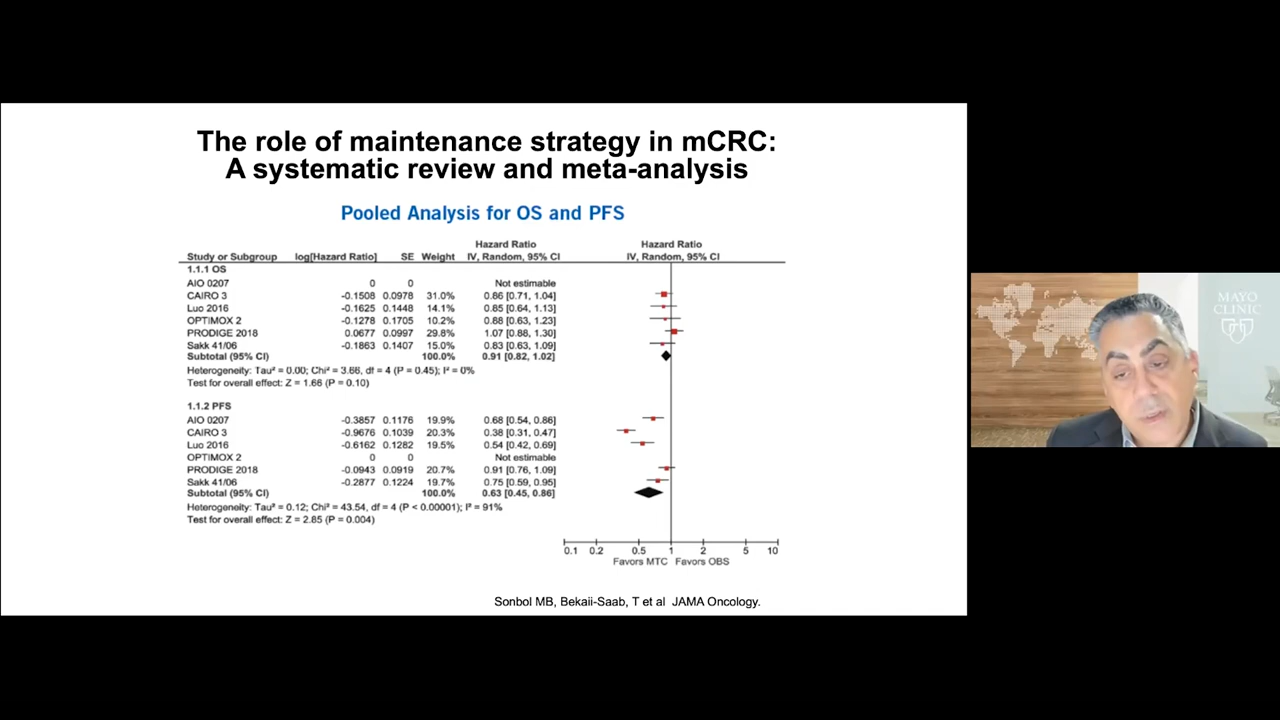 The role of maintenance strategy in mCRC:
A systematic review and meta-analysis
Pooled Analysis for OS and PFS
Hazard Ratio Hazard Ratio
Study or Subgroup log[Hazard Ratio] SE Weight IV, Random, 95% CI IV, Random, 95% CI
1.1.1 OS
AIO 0207 0 0 Not estimable
CAIRO 3 -0.1508 0.0978 31.0% 0.86 [0.71, 1.04]
Luo 2016 -0.1625 0.1448 14.1% 0.85 [0.64, 1.13]
OPTIMOX 2 -0.1278 0.1705 10.2% 0.88 [0.63, 1.23]
PRODIGE 2018 0.0677 0.0997 29.8% 1.07 [0.88, 1.30]
Sakk 41/06 -0.1863 0.1407 15.0% 0.83 [0.63, 1.09]
Subtotal (95% CI) 100.0% 0.91 [0.82, 1.02]
Heterogeneity: Tau² = 0.00; Chi² = 3.66, df = 4 (P = 0.45); I² = 0%
Test for overall effect: Z = 1.66 (P = 0.10)
1.1.2 PFS
AIO 0207 -0.3857 0.1176 19.9% 0.68 [0.54, 0.86]
CAIRO 3 -0.9676 0.1039 20.3% 0.38 [0.31, 0.47]
Luo 2016 -0.6162 0.1282 19.5% 0.54 [0.42, 0.69]
OPTIMOX 2 0 0 Not estimable
PRODIGE 2018 -0.0943 0.0919 20.7% 0.91 [0.76, 1.09]
Sakk 41/06 -0.2877 0.1224 19.7% 0.75 [0.59, 0.95]
Subtotal (95% CI) 100.0% 0.63 [0.45, 0.86]
Heterogeneity: Tau² = 0.12; Chi² = 43.54, df = 4 (P < 0.00001); I² = 91%
Test for overall effect: Z = 2.85 (P = 0.004)
0.1 0.2 0.5 1 2 5 10
Favors MTC Favors OBS
Sonbol MB, Bekaii-Saab, T et al JAMA Oncology.
MAYO
CLINIC